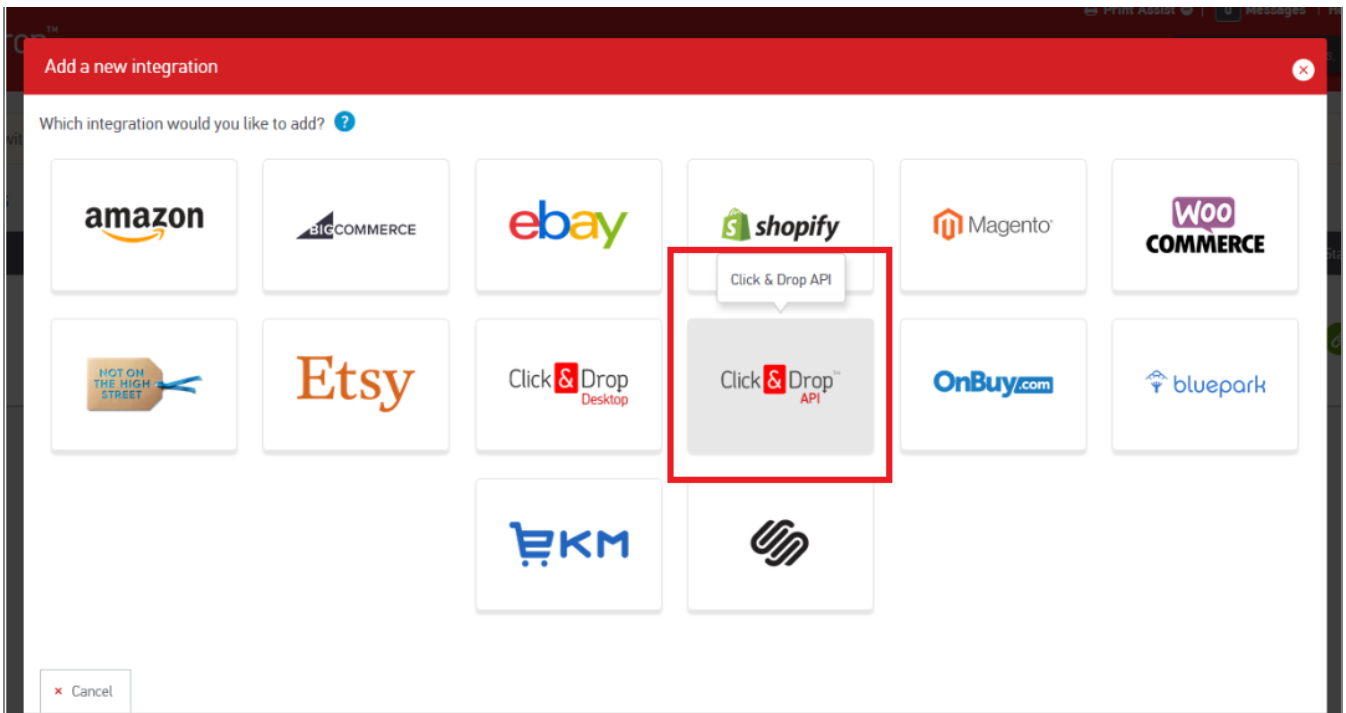 Print Assist
0 Messages
rop™
Add a new integration
Which integration would you like to add? ?
amazon
BIGCOMMERCE
ebay
shopify
Magento
WOO
COMMERCE
Click & Drop API
NOT ON
THE HIGH
STREET
Etsy
Click & Drop
Desktop
Click & Drop™
API
OnBuy.com
bluepark
EKM
× Cancel